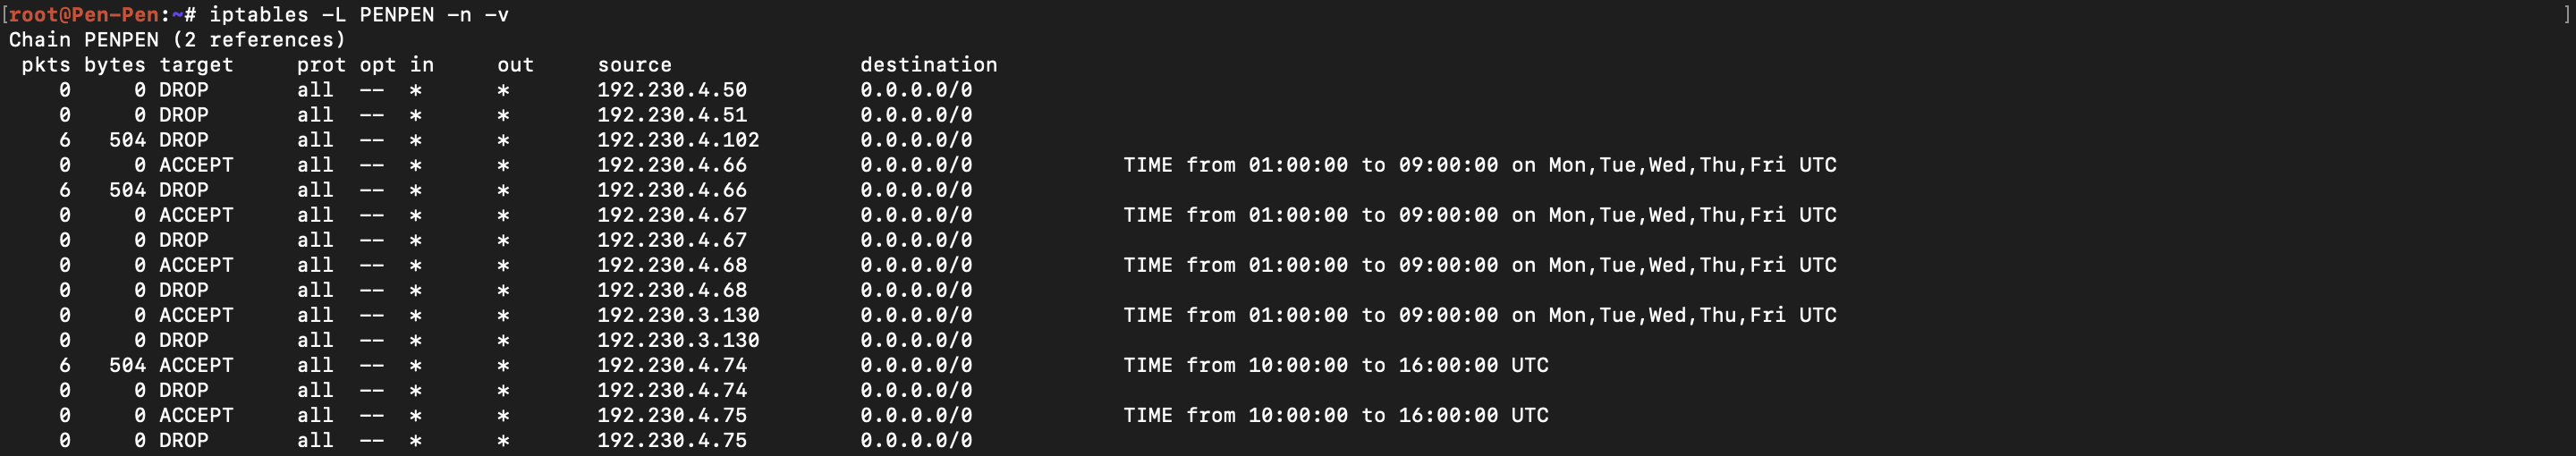 [root@Pen-Pen:~# iptables -L PENPEN -n -v ]
Chain PENPEN (2 references)
 pkts bytes target     prot opt in     out     source               destination
    0     0 DROP       all  --  *      *       192.230.4.50         0.0.0.0/0
    0     0 DROP       all  --  *      *       192.230.4.51         0.0.0.0/0
    6   504 DROP       all  --  *      *       192.230.4.102        0.0.0.0/0
    0     0 ACCEPT     all  --  *      *       192.230.4.66         0.0.0.0/0            TIME from 01:00:00 to 09:00:00 on Mon,Tue,Wed,Thu,Fri UTC
    6   504 DROP       all  --  *      *       192.230.4.66         0.0.0.0/0
    0     0 ACCEPT     all  --  *      *       192.230.4.67         0.0.0.0/0            TIME from 01:00:00 to 09:00:00 on Mon,Tue,Wed,Thu,Fri UTC
    0     0 DROP       all  --  *      *       192.230.4.67         0.0.0.0/0
    0     0 ACCEPT     all  --  *      *       192.230.4.68         0.0.0.0/0            TIME from 01:00:00 to 09:00:00 on Mon,Tue,Wed,Thu,Fri UTC
    0     0 DROP       all  --  *      *       192.230.4.68         0.0.0.0/0
    0     0 ACCEPT     all  --  *      *       192.230.3.130        0.0.0.0/0            TIME from 01:00:00 to 09:00:00 on Mon,Tue,Wed,Thu,Fri UTC
    0     0 DROP       all  --  *      *       192.230.3.130        0.0.0.0/0
    6   504 ACCEPT     all  --  *      *       192.230.4.74         0.0.0.0/0            TIME from 10:00:00 to 16:00:00 UTC
    0     0 DROP       all  --  *      *       192.230.4.74         0.0.0.0/0
    0     0 ACCEPT     all  --  *      *       192.230.4.75         0.0.0.0/0            TIME from 10:00:00 to 16:00:00 UTC
    0     0 DROP       all  --  *      *       192.230.4.75         0.0.0.0/0